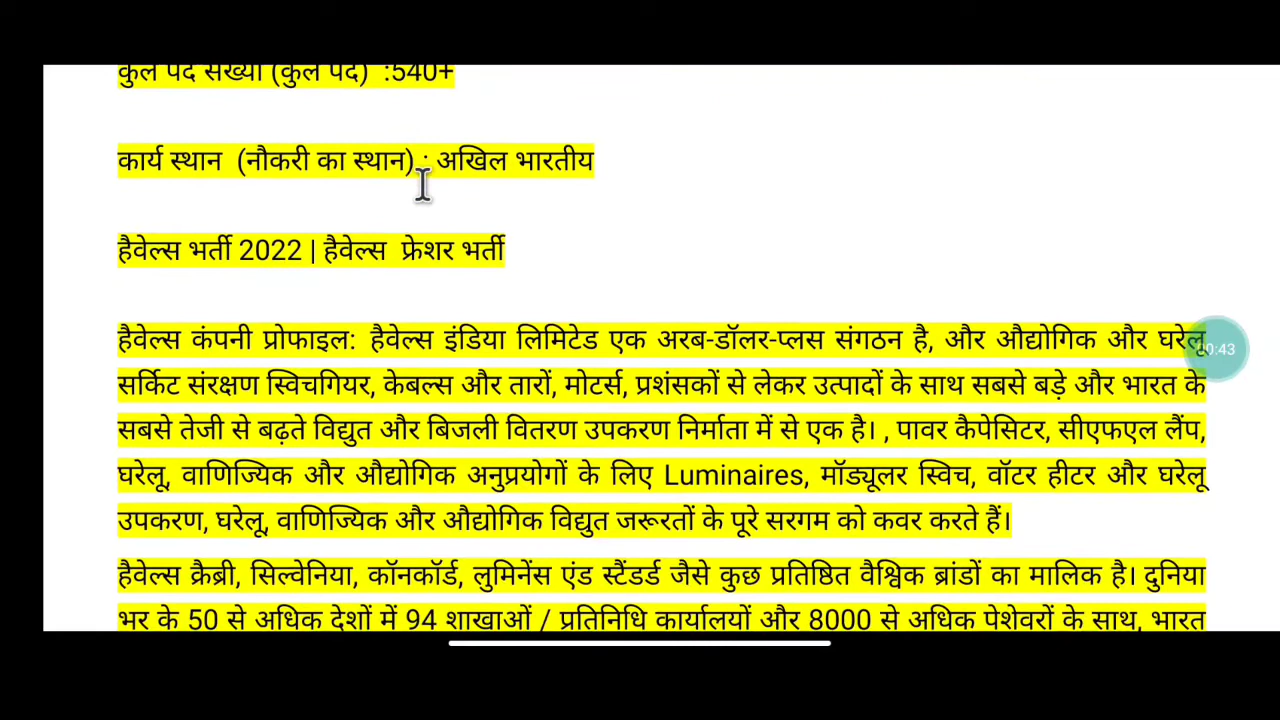 कुल पद संख्या (कुल पद) :540+
कार्य स्थान (नौकरी का स्थान) : अखिल भारतीय
हैवेल्स भर्ती 2022 | हैवेल्स फ्रेशर भर्ती
हैवेल्स कंपनी प्रोफाइल: हैवेल्स इंडिया लिमिटेड एक अरब-डॉलर-प्लस संगठन है, और औद्योगिक और घरेलू
00:43
सर्किट संरक्षण स्विचगियर, केबल्स और तारों, मोटर्स, प्रशंसकों से लेकर उत्पादों के साथ सबसे बड़े और भारत के
सबसे तेजी से बढ़ते विद्युत और बिजली वितरण उपकरण निर्माता में से एक है। , पावर कैपेसिटर, सीएफएल लैंप,
घरेलू, वाणिज्यिक और औद्योगिक अनुप्रयोगों के लिए Luminaires, मॉड्यूलर स्विच, वॉटर हीटर और घरेलू
उपकरण, घरेलू, वाणिज्यिक और औद्योगिक विद्युत जरूरतों के पूरे सरगम को कवर करते हैं।
हैवेल्स क्रैब्री, सिल्वेनिया, कॉनकॉर्ड, लुमिनेंस एंड स्टैंडर्ड जैसे कुछ प्रतिष्ठित वैश्विक ब्रांडों का मालिक है। दुनिया
भर के 50 से अधिक देशों में 94 शाखाओं / प्रतिनिधि कार्यालयों और 8000 से अधिक पेशेवरों के साथ, भारत